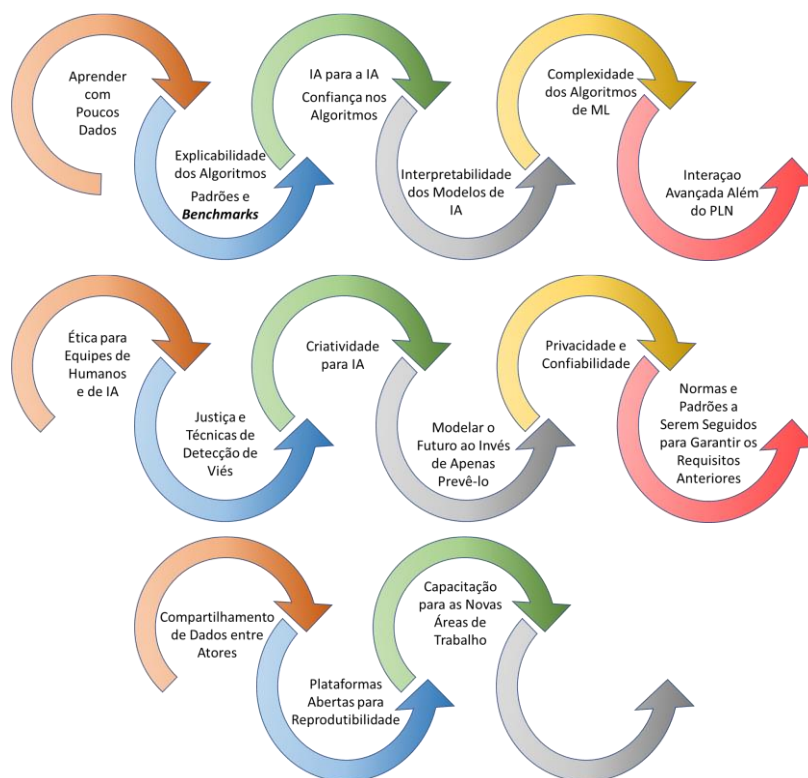 Aprender
com
Poucos
Dados
Explicabilidade
dos Algoritmos
Padrões e
Benchmarks
IA para a IA
Confiança nos
Algoritmos
Interpretabilidade
dos Modelos de
IA
Complexidade
dos Algoritmos
de ML
Interaçao
Avançada Além
do PLN
Ética para
Equipes de
Humanos
e de IA
Justiça e
Técnicas de
Detecção de
Viés
Criatividade
para IA
Modelar o
Futuro ao Invés
de Apenas
Prevê-lo
Privacidade e
Confiabilidade
Normas e
Padrões a
Serem Seguidos
para Garantir os
Requisitos
Anteriores
Compartilhamento
de Dados entre
Atores
Plataformas
Abertas para
Reprodutibilidade
Capacitação
para as Novas
Áreas de
Trabalho